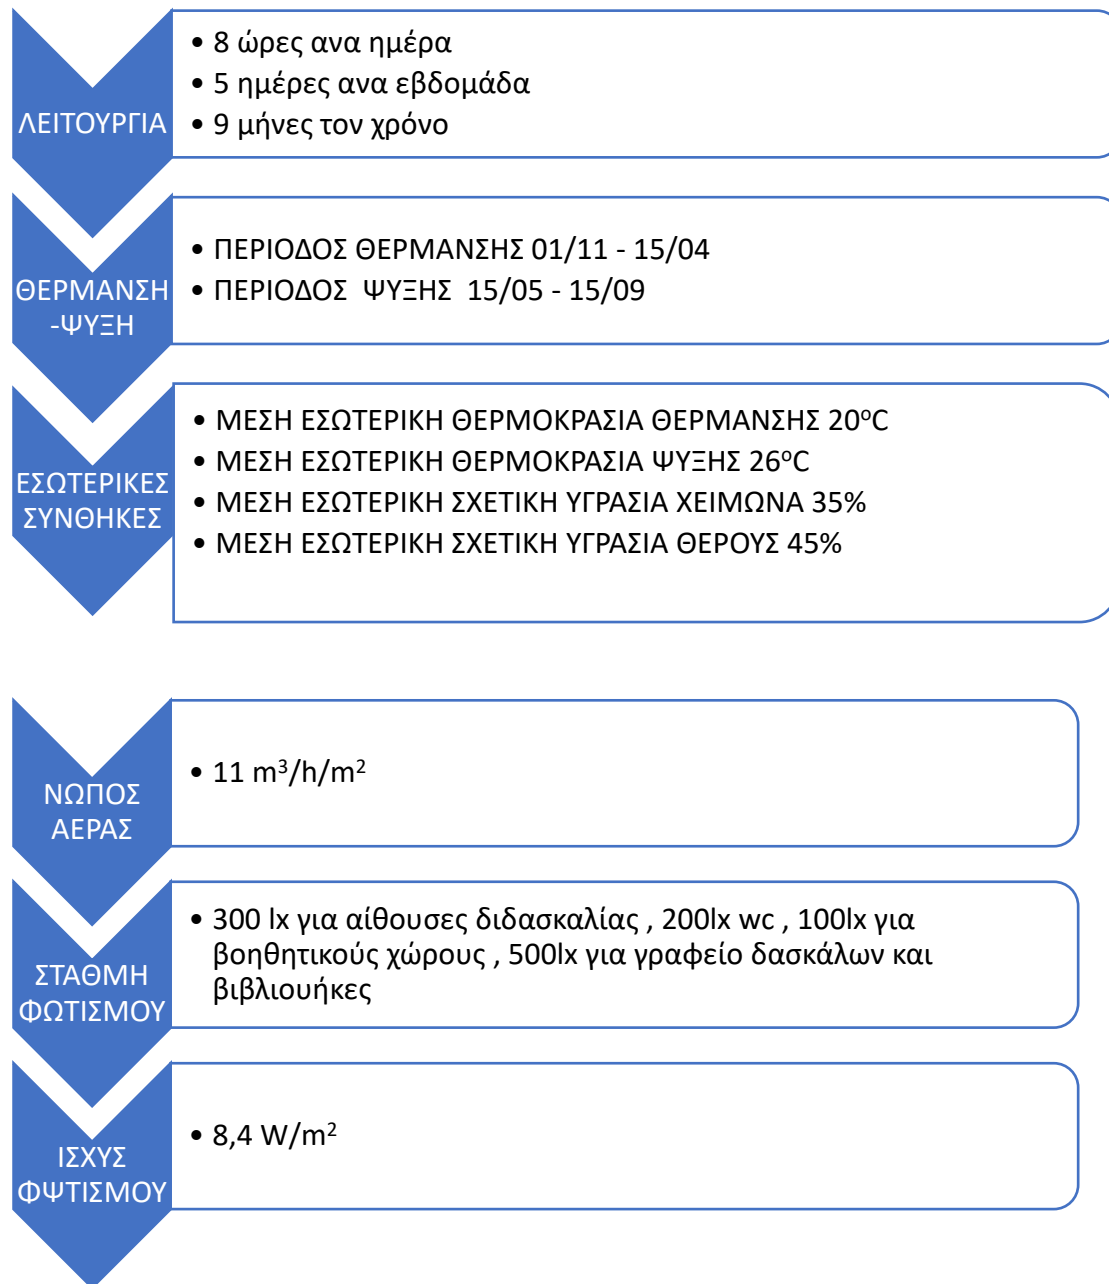 ΛΕΙΤΟΥΡΓΙΑ
• 8 ώρες ανα ημέρα
• 5 ημέρες ανα εβδομάδα
• 9 μήνες τον χρόνο
ΘΕΡΜΑΝΣΗ
-ΨΥΞΗ
• ΠΕΡΙΟΔΟΣ ΘΕΡΜΑΝΣΗΣ 01/11 - 15/04
• ΠΕΡΙΟΔΟΣ ΨΥΞΗΣ 15/05 - 15/09
ΕΣΩΤΕΡΙΚΕΣ
ΣΥΝΘΗΚΕΣ
• ΜΕΣΗ ΕΣΩΤΕΡΙΚΗ ΘΕΡΜΟΚΡΑΣΙΑ ΘΕΡΜΑΝΣΗΣ 20°C
• ΜΕΣΗ ΕΣΩΤΕΡΙΚΗ ΘΕΡΜΟΚΡΑΣΙΑ ΨΥΞΗΣ 26°C
• ΜΕΣΗ ΕΣΩΤΕΡΙΚΗ ΣΧΕΤΙΚΗ ΥΓΡΑΣΙΑ ΧΕΙΜΩΝΑ 35%
• ΜΕΣΗ ΕΣΩΤΕΡΙΚΗ ΣΧΕΤΙΚΗ ΥΓΡΑΣΙΑ ΘΕΡΟΥΣ 45%
ΝΩΠΟΣ
ΑΕΡΑΣ
• 11 m³/h/m²
ΣΤΑΘΜΗ
ΦΩΤΙΣΜΟΥ
• 300 lx για αίθουσες διδασκαλίας , 200lx wc , 100lx για
βοηθητικούς χώρους , 500lx για γραφείο δασκάλων και
βιβλιουήκες
ΙΣΧΥΣ
ΦΨΤΙΣΜΟΥ
• 8,4 W/m²